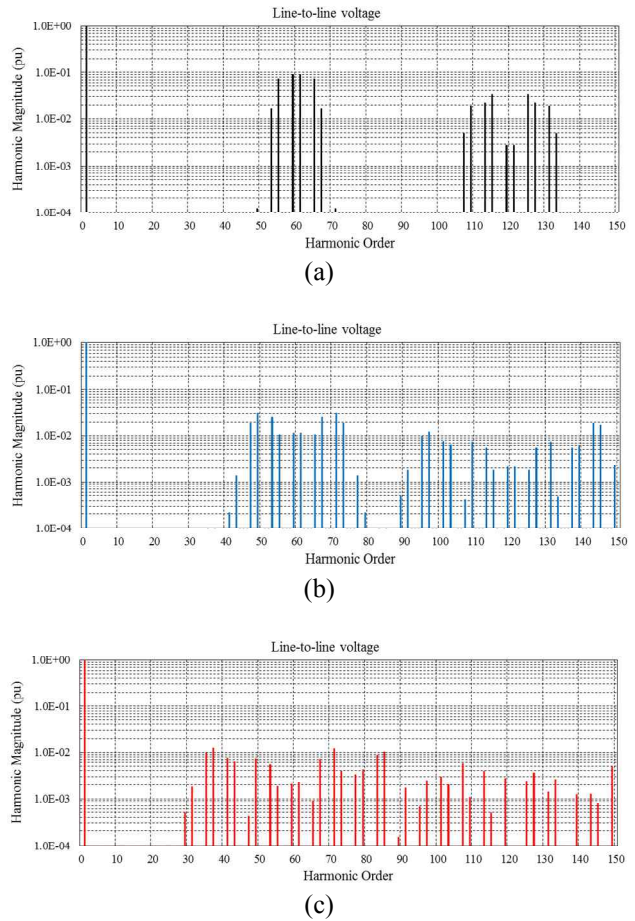 Line-to-line voltage
Harmonic Magnitude (pu)
1.0E+00
1.0E-01
1.0E-02
1.0E-03
1.0E-04
0 10 20 30 40 50 60 70 80 90 100 110 120 130 140 150
Harmonic Order
(a)
Line-to-line voltage
Harmonic Magnitude (pu)
1.0E+00
1.0E-01
1.0E-02
1.0E-03
1.0E-04
0 10 20 30 40 50 60 70 80 90 100 110 120 130 140 150
Harmonic Order
(b)
Line-to-line voltage
Harmonic Magnitude (pu)
1.0E+00
1.0E-01
1.0E-02
1.0E-03
1.0E-04
0 10 20 30 40 50 60 70 80 90 100 110 120 130 140 150
Harmonic Order
(c)